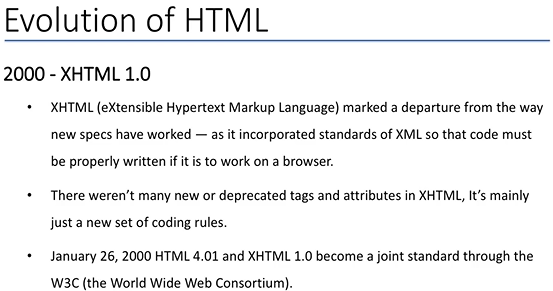 Evolution of HTML
2000 - XHTML 1.0
• XHTML (eXtensible Hypertext Markup Language) marked a departure from the way
new specs have worked — as it incorporated standards of XML so that code must
be properly written if it is to work on a browser.
• There weren’t many new or deprecated tags and attributes in XHTML, It’s mainly
just a new set of coding rules.
• January 26, 2000 HTML 4.01 and XHTML 1.0 become a joint standard through the
W3C (the World Wide Web Consortium).